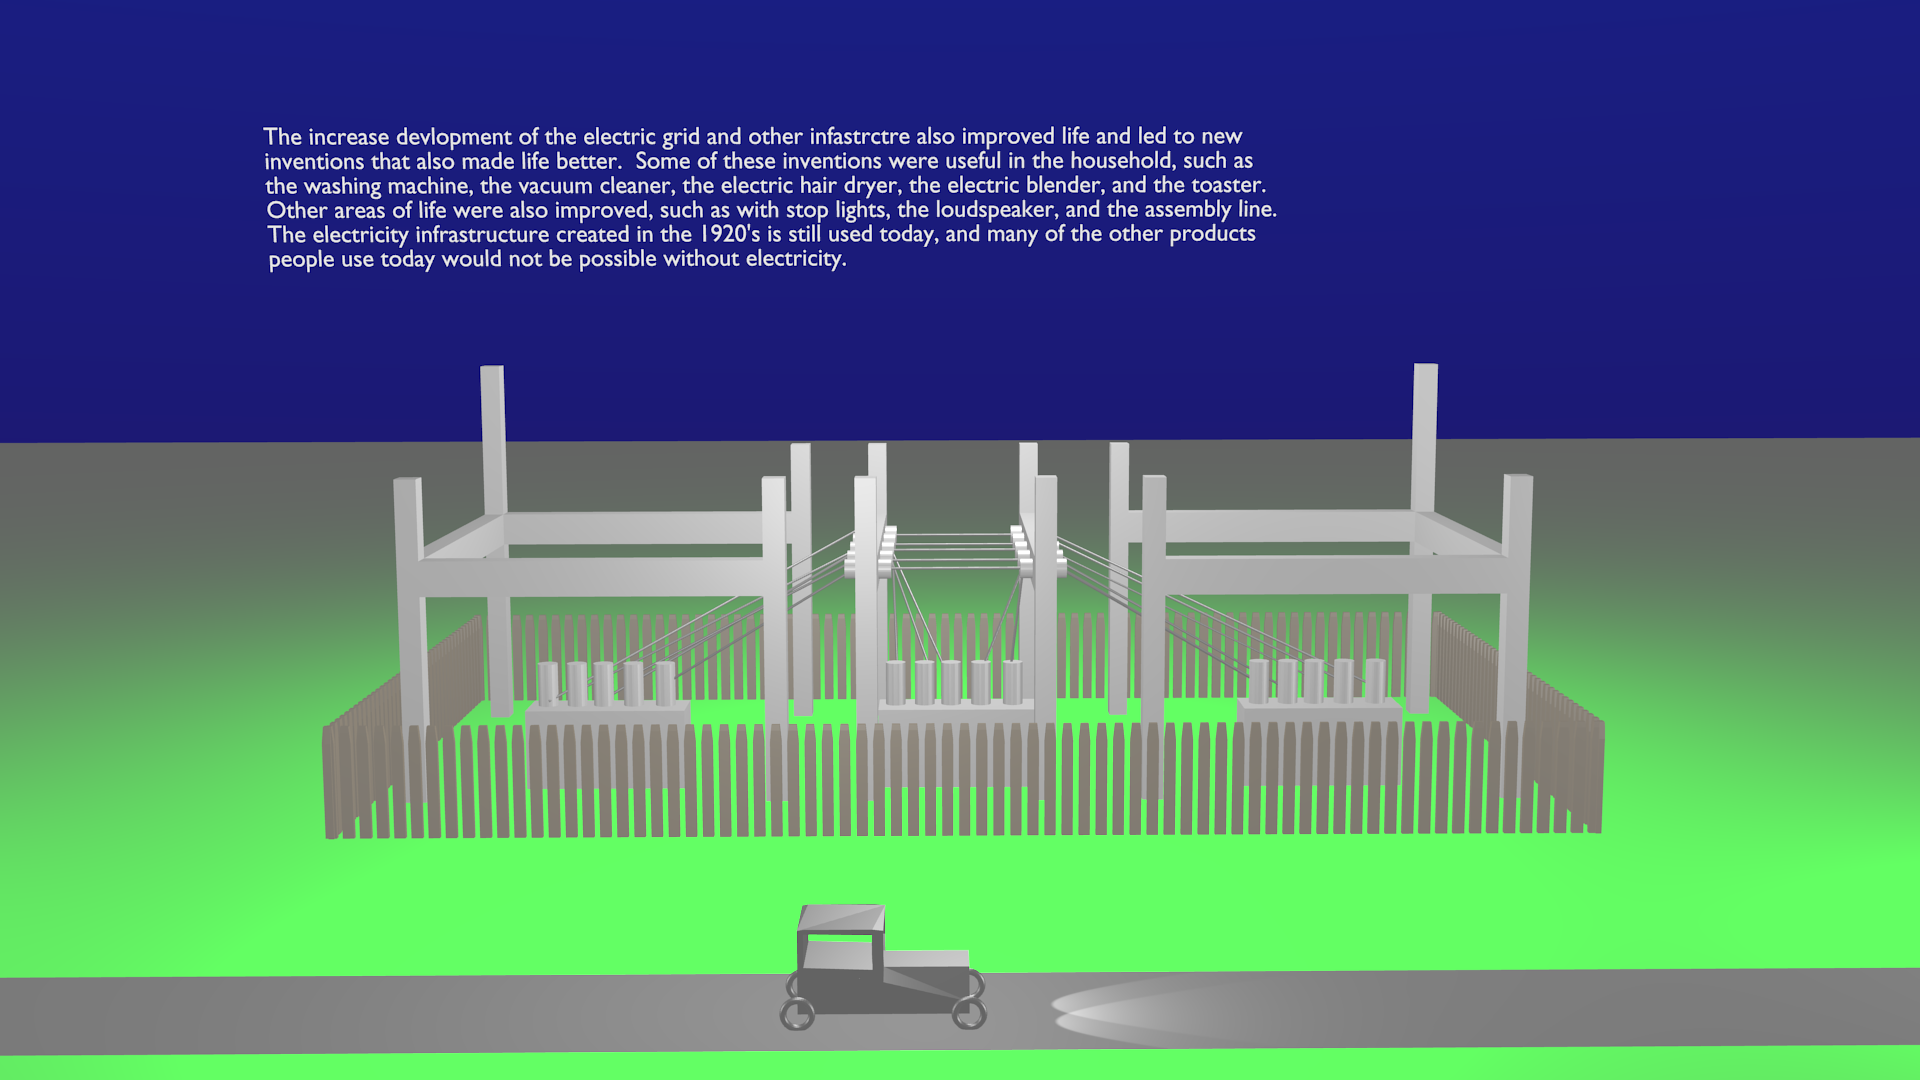 The increase devlopment of the electric grid and other infastrctre also improved life and led to new
inventions that also made life better.  Some of these inventions were useful in the household, such as
the washing machine, the vacuum cleaner, the electric hair dryer, the electric blender, and the toaster.
Other areas of life were also improved, such as with stop lights, the loudspeaker, and the assembly line.
The electricity infrastructure created in the 1920's is still used today, and many of the other products
people use today would not be possible without electricity.